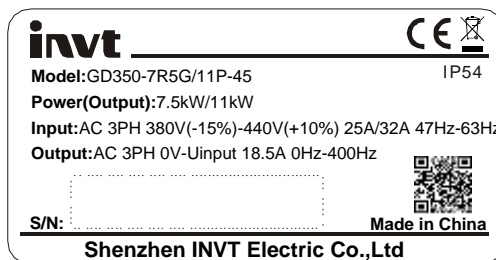 invt
CE
IP54
Model:GD350-7R5G/11P-45
Power(Output):7.5kW/11kW
Input:AC 3PH 380V(-15%)-440V(+10%) 25A/32A 47Hz-63Hz
Output:AC 3PH 0V-Uinput 18.5A 0Hz-400Hz
S/N:
Made in China
Shenzhen INVT Electric Co.,Ltd